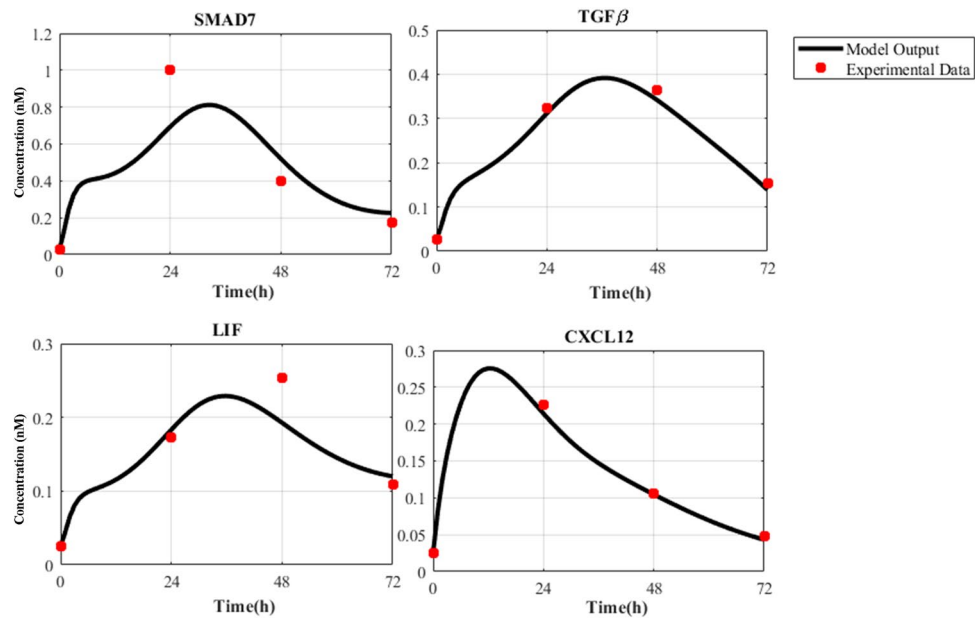 SMAD7
Concentration (nM)
1.2
1
0.8
0.6
0.4
0.2
0
0 24 48 72
Time(h)
TGFβ
0.5
0.4
0.3
0.2
0.1
0
0 24 48 72
Time(h)
Model Output
Experimental Data
LIF
Concentration (nM)
0.3
0.2
0.1
0
0 24 48 72
Time(h)
CXCL12
0.3
0.25
0.2
0.15
0.1
0.05
0
0 24 48 72
Time(h)